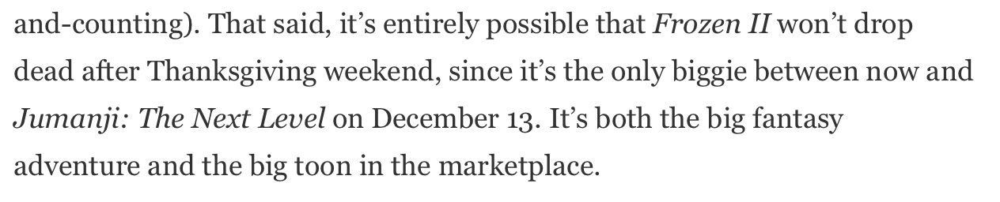 and-counting). That said, it’s entirely possible that Frozen II won’t drop
dead after Thanksgiving weekend, since it’s the only biggie between now and
Jumanji: The Next Level on December 13. It’s both the big fantasy
adventure and the big toon in the marketplace.